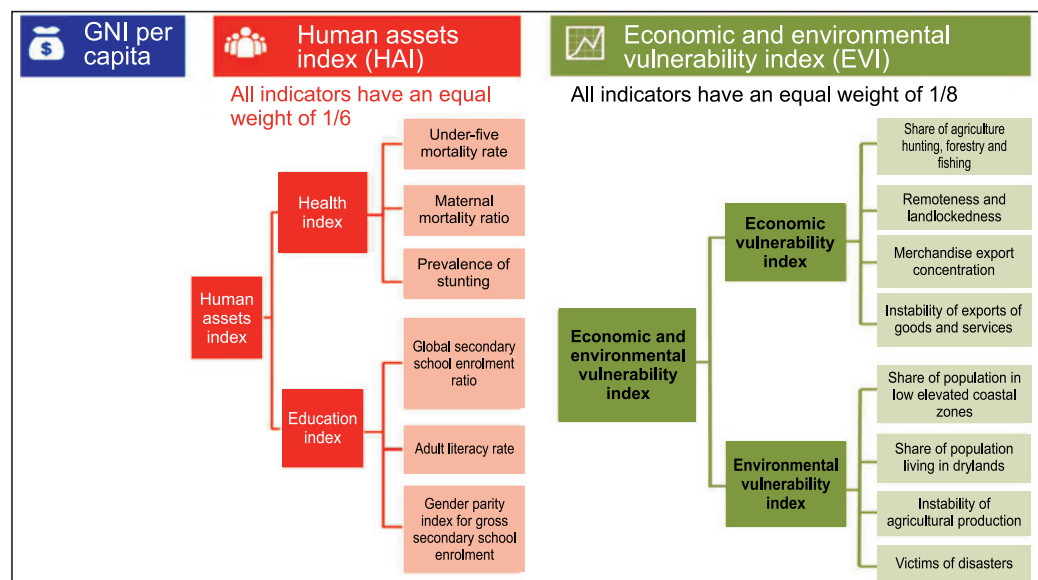 GNI per
capita
Human assets
index (HAI)
Economic and environmental
vulnerability index (EVI)
All indicators have an equal
weight of 1/6
All indicators have an equal weight of 1/8
Human
assets
index
Health
index
Under-five
mortality rate
Maternal
mortality ratio
Prevalence of
stunting
Education
index
Global secondary
school enrolment
ratio
Adult literacy rate
Gender parity
index for gross
secondary school
enrolment
Economic and
environmental
vulnerability
index
Economic
vulnerability
index
Share of agriculture
hunting, forestry and
fishing
Remoteness and
landlockedness
Merchandise export
concentration
Instability of exports of
goods and services
Environmental
vulnerability
index
Share of population in
low elevated coastal
zones
Share of population
living in drylands
Instability of
agricultural production
Victims of disasters